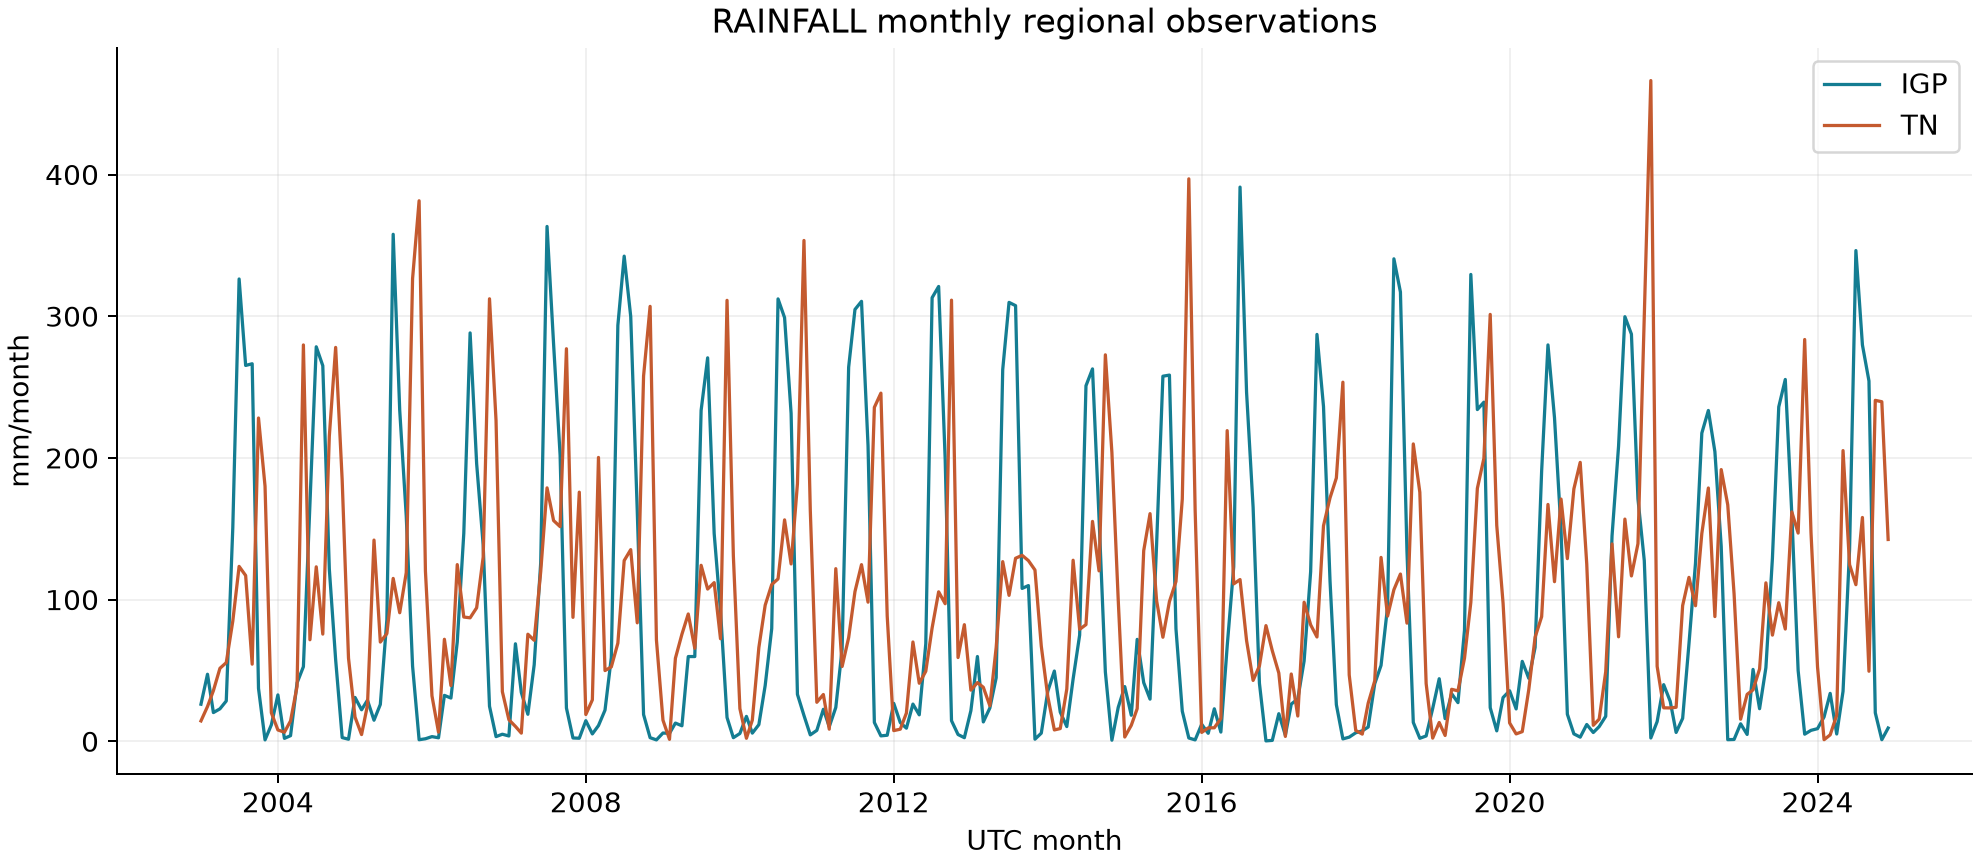 RAINFALL monthly regional observations
IGP
TN
mm/month
400
300
200
100
0
2004 2008 2012 2016 2020 2024
UTC month